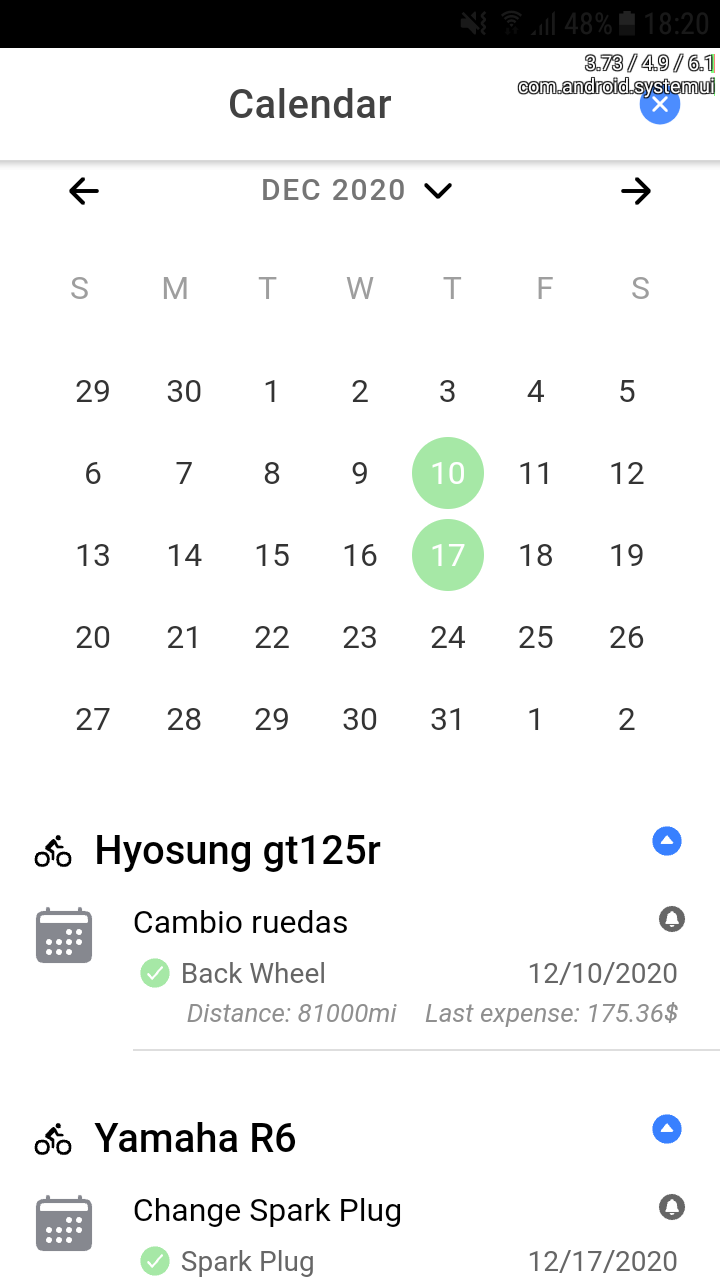 48% 18:20
3.73 / 4.9 / 6.1
com.android.systemui
Calendar
DEC 2020
S M T W T F S
29 30 1 2 3 4 5
6 7 8 9 10 11 12
13 14 15 16 17 18 19
20 21 22 23 24 25 26
27 28 29 30 31 1 2
Hyosung gt125r
Cambio ruedas
Back Wheel 12/10/2020
Distance: 81000mi Last expense: 175.36$
Yamaha R6
Change Spark Plug
Spark Plug 12/17/2020